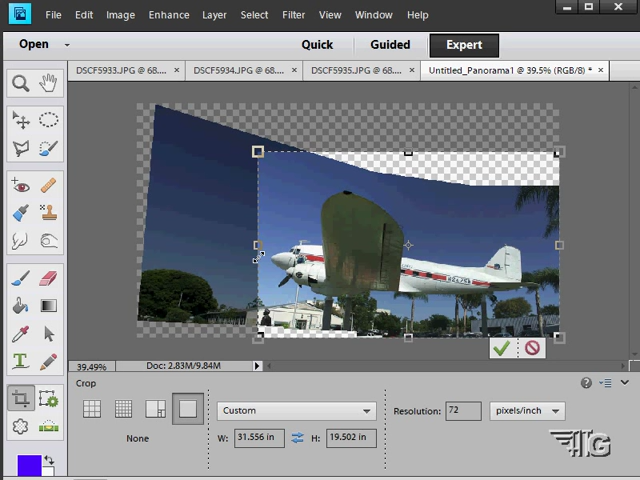 File Edit Image Enhance Layer Select Filter View Window Help
Open Quick Guided Expert
DSCF5933.JPG @ 68.... × DSCF5934.JPG @ 68.... × DSCF5935.JPG @ 68.... × Untitled_Panorama1 @ 39.5% (RGB/8) * ×
39.49% Doc: 2.83M/9.84M
Crop
Custom Resolution: 72 pixels/inch
None W: 31.556 in H: 19.502 in